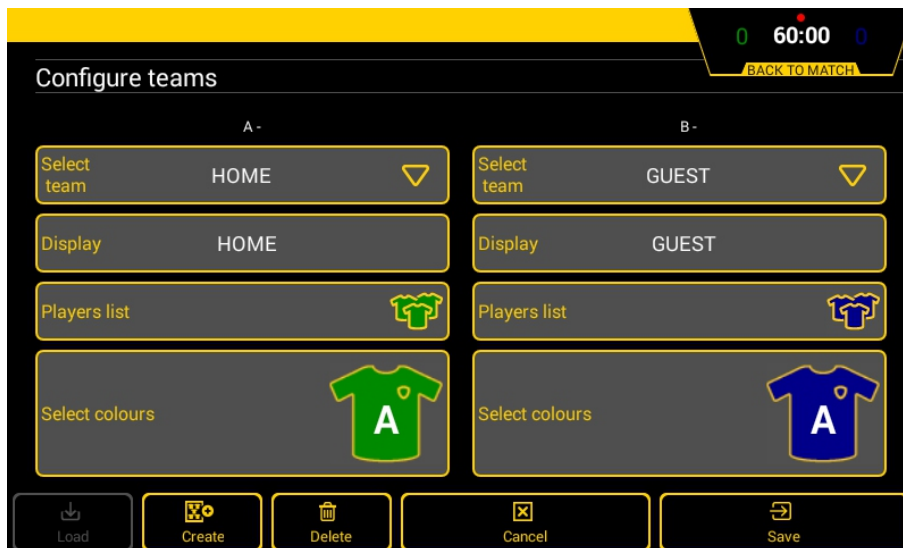 0 60:00 0
BACK TO MATCH
Configure teams
A -
B -
Select team
HOME
Select team
GUEST
Display
HOME
Display
GUEST
Players list
Players list
Select colours
A
Select colours
A
Load
Create
Delete
Cancel
Save